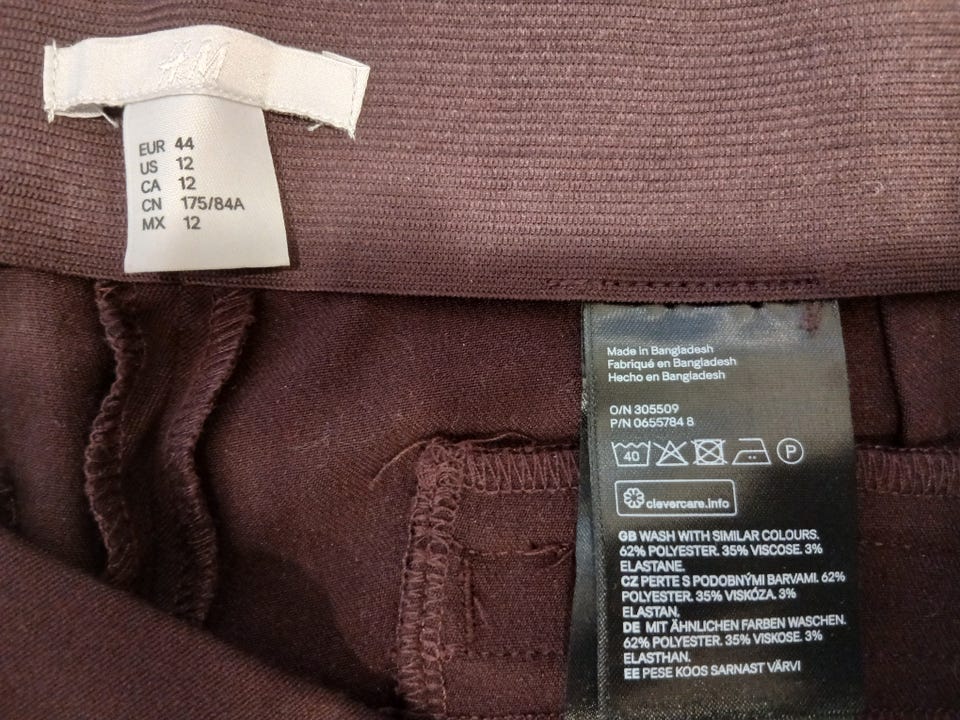 H&M
EUR 44
US 12
CA 12
CN 175/84A
MX 12
Made in Bangladesh
Fabriqué en Bangladesh
Hecho en Bangladesh
O/N 305509
P/N 0655784 8
40
P
clevercare.info
GB WASH WITH SIMILAR COLOURS.
62% POLYESTER. 35% VISCOSE. 3%
ELASTANE.
CZ PERTE S PODOBNÝMI BARVAMI. 62%
POLYESTER. 35% VISKÓZA. 3%
ELASTAN.
DE MIT ÄHNLICHEN FARBEN WASCHEN.
62% POLYESTER. 35% VISKOSE. 3%
ELASTHAN.
EE PESE KOOS SARNAST VÄRVI